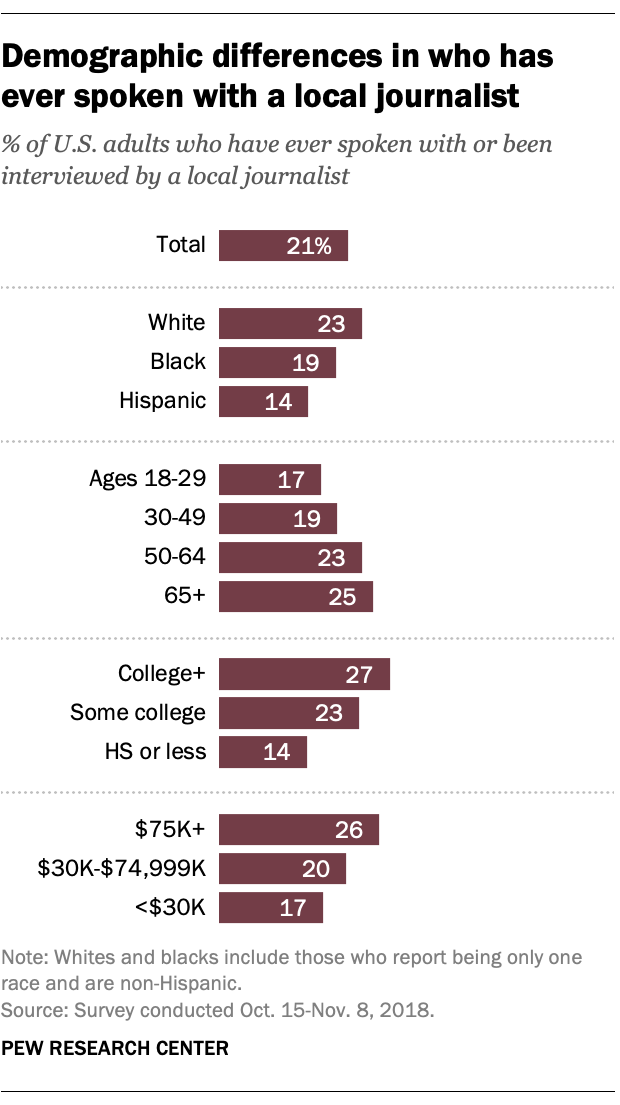 Demographic differences in who has
ever spoken with a local journalist
% of U.S. adults who have ever spoken with or been
interviewed by a local journalist
Total 21%
White 23
Black 19
Hispanic 14
Ages 18-29 17
30-49 19
50-64 23
65+ 25
College+ 27
Some college 23
HS or less 14
$75K+ 26
$30K-$74,999K 20
<$30K 17
Note: Whites and blacks include those who report being only one
race and are non-Hispanic.
Source: Survey conducted Oct. 15-Nov. 8, 2018.
PEW RESEARCH CENTER